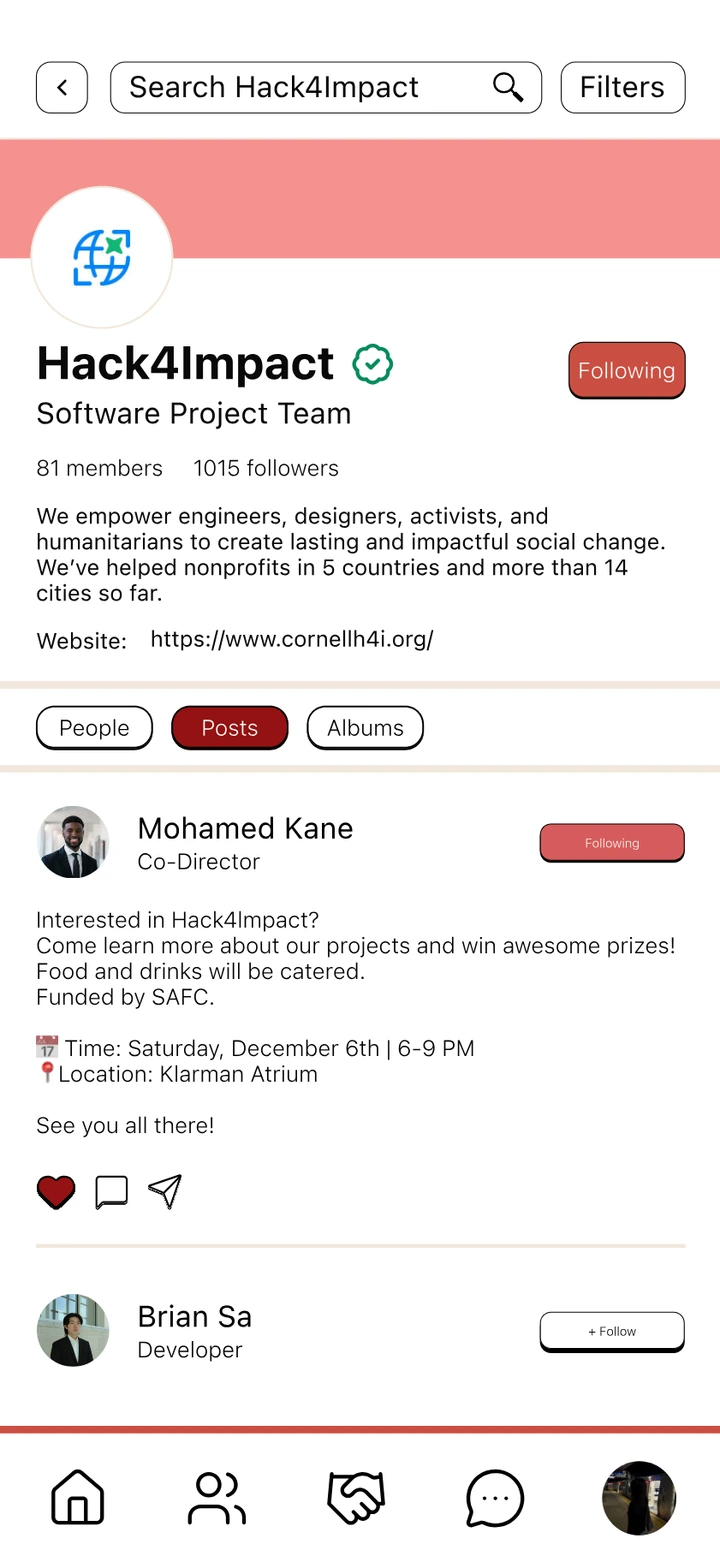 Search Hack4Impact
Filters
Hack4Impact
Following
Software Project Team
81 members 1015 followers
We empower engineers, designers, activists, and
humanitarians to create lasting and impactful social change.
We’ve helped nonprofits in 5 countries and more than 14
cities so far.
Website: https://www.cornellh4i.org/
People Posts Albums
Mohamed Kane
Co-Director
Following
Interested in Hack4Impact?
Come learn more about our projects and win awesome prizes!
Food and drinks will be catered.
Funded by SAFC.
📅 Time: Saturday, December 6th | 6-9 PM
📍Location: Klarman Atrium
See you all there!
Brian Sa
Developer
+ Follow